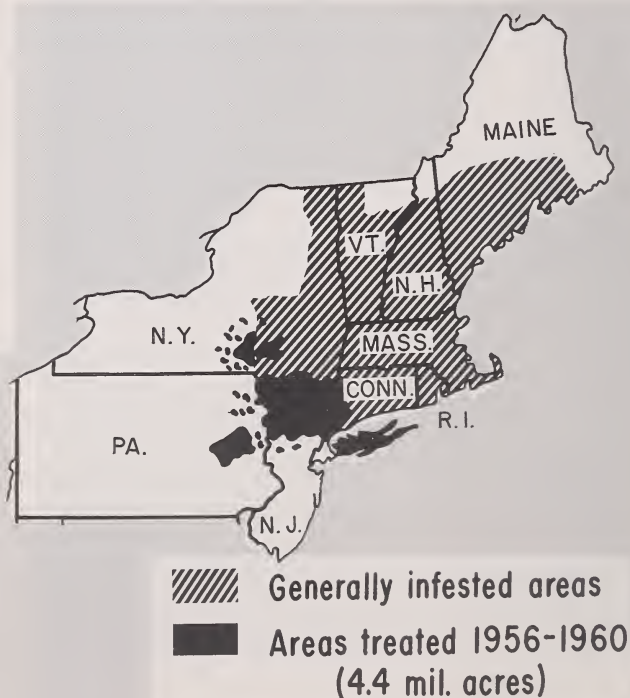 MAINE
VT.
N.H.
N.Y.
MASS.
CONN.
R.I.
PA.
N.J.
Generally infested areas
Areas treated 1956-1960
(4.4 mil. acres)